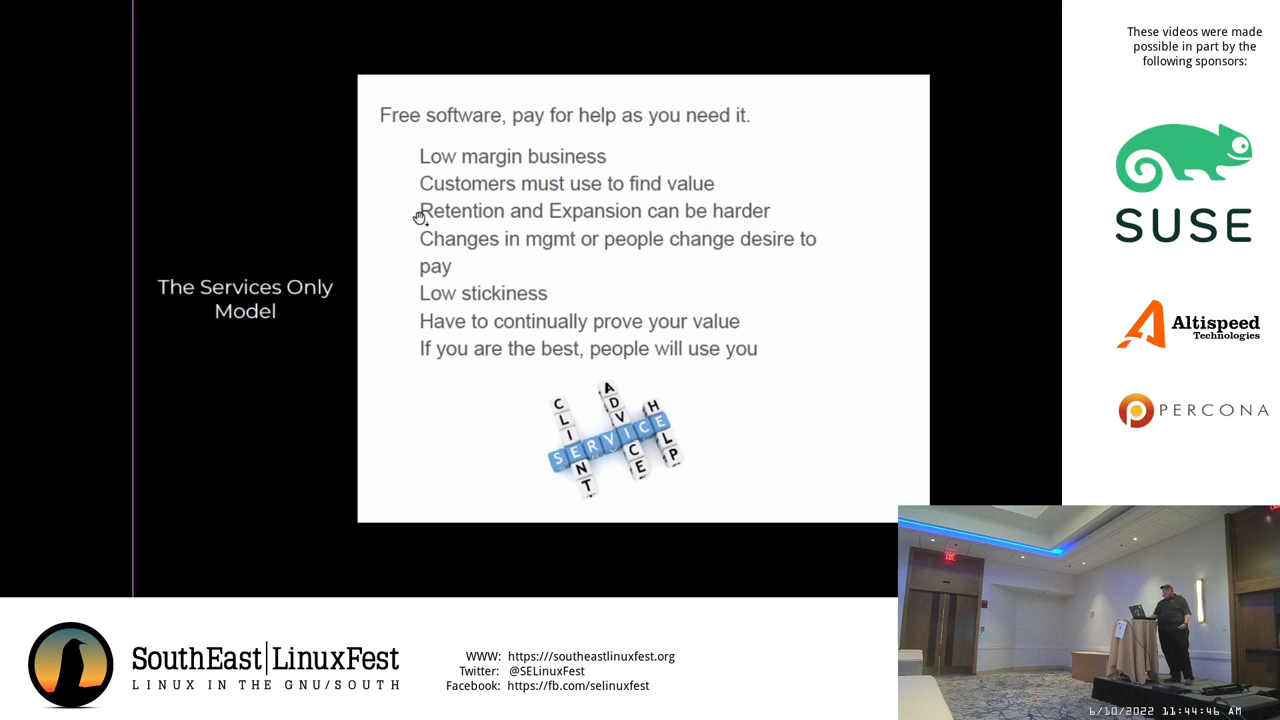 These videos were made
possible in part by the
following sponsors:
Free software, pay for help as you need it.
Low margin business
Customers must use to find value
Retention and Expansion can be harder
Changes in mgmt or people change desire to
pay
Low stickiness
Have to continually prove your value
If you are the best, people will use you
The Services Only
Model
CLIENT
ADVICE
HELP
SERVICE
SUSE
Altispeed
Technologies
PERCONA
SouthEast|LinuxFest
LINUX IN THE GNU/SOUTH
WWW: https://southeastlinuxfest.org
Twitter: @SELinuxFest
Facebook: https://fb.com/selinuxfest
EXIT
6/10/2022 11:44:46 AM